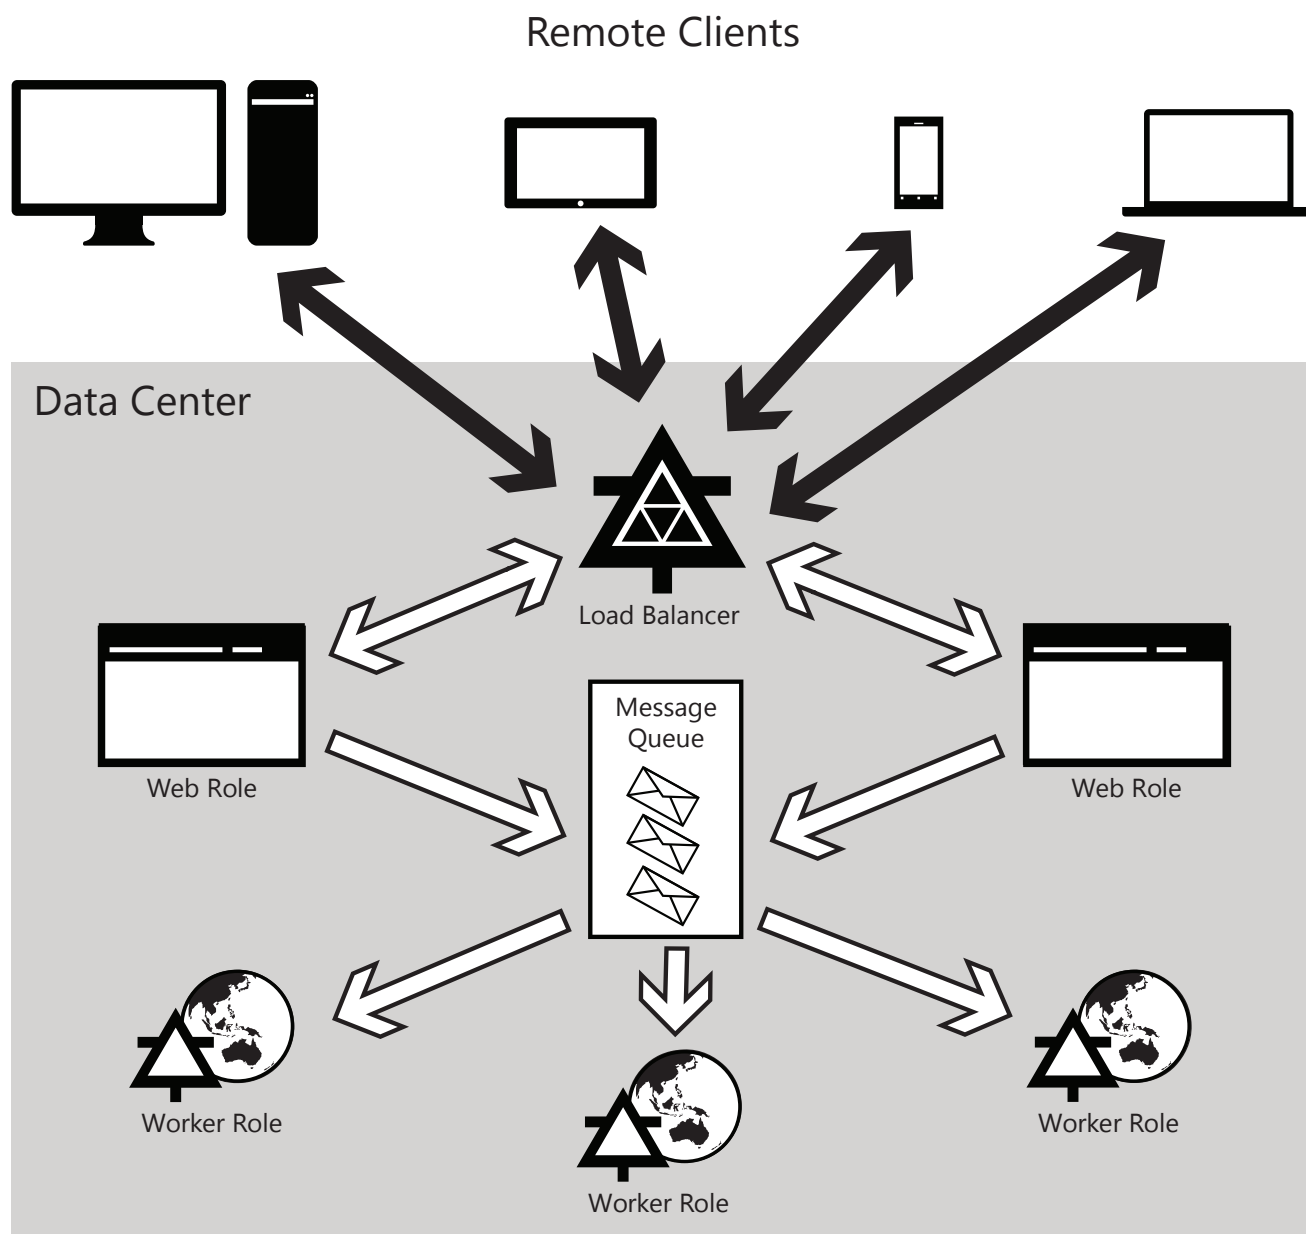 Remote Clients
Data Center
Load Balancer
Message
Queue
Web Role
Web Role
Worker Role
Worker Role
Worker Role